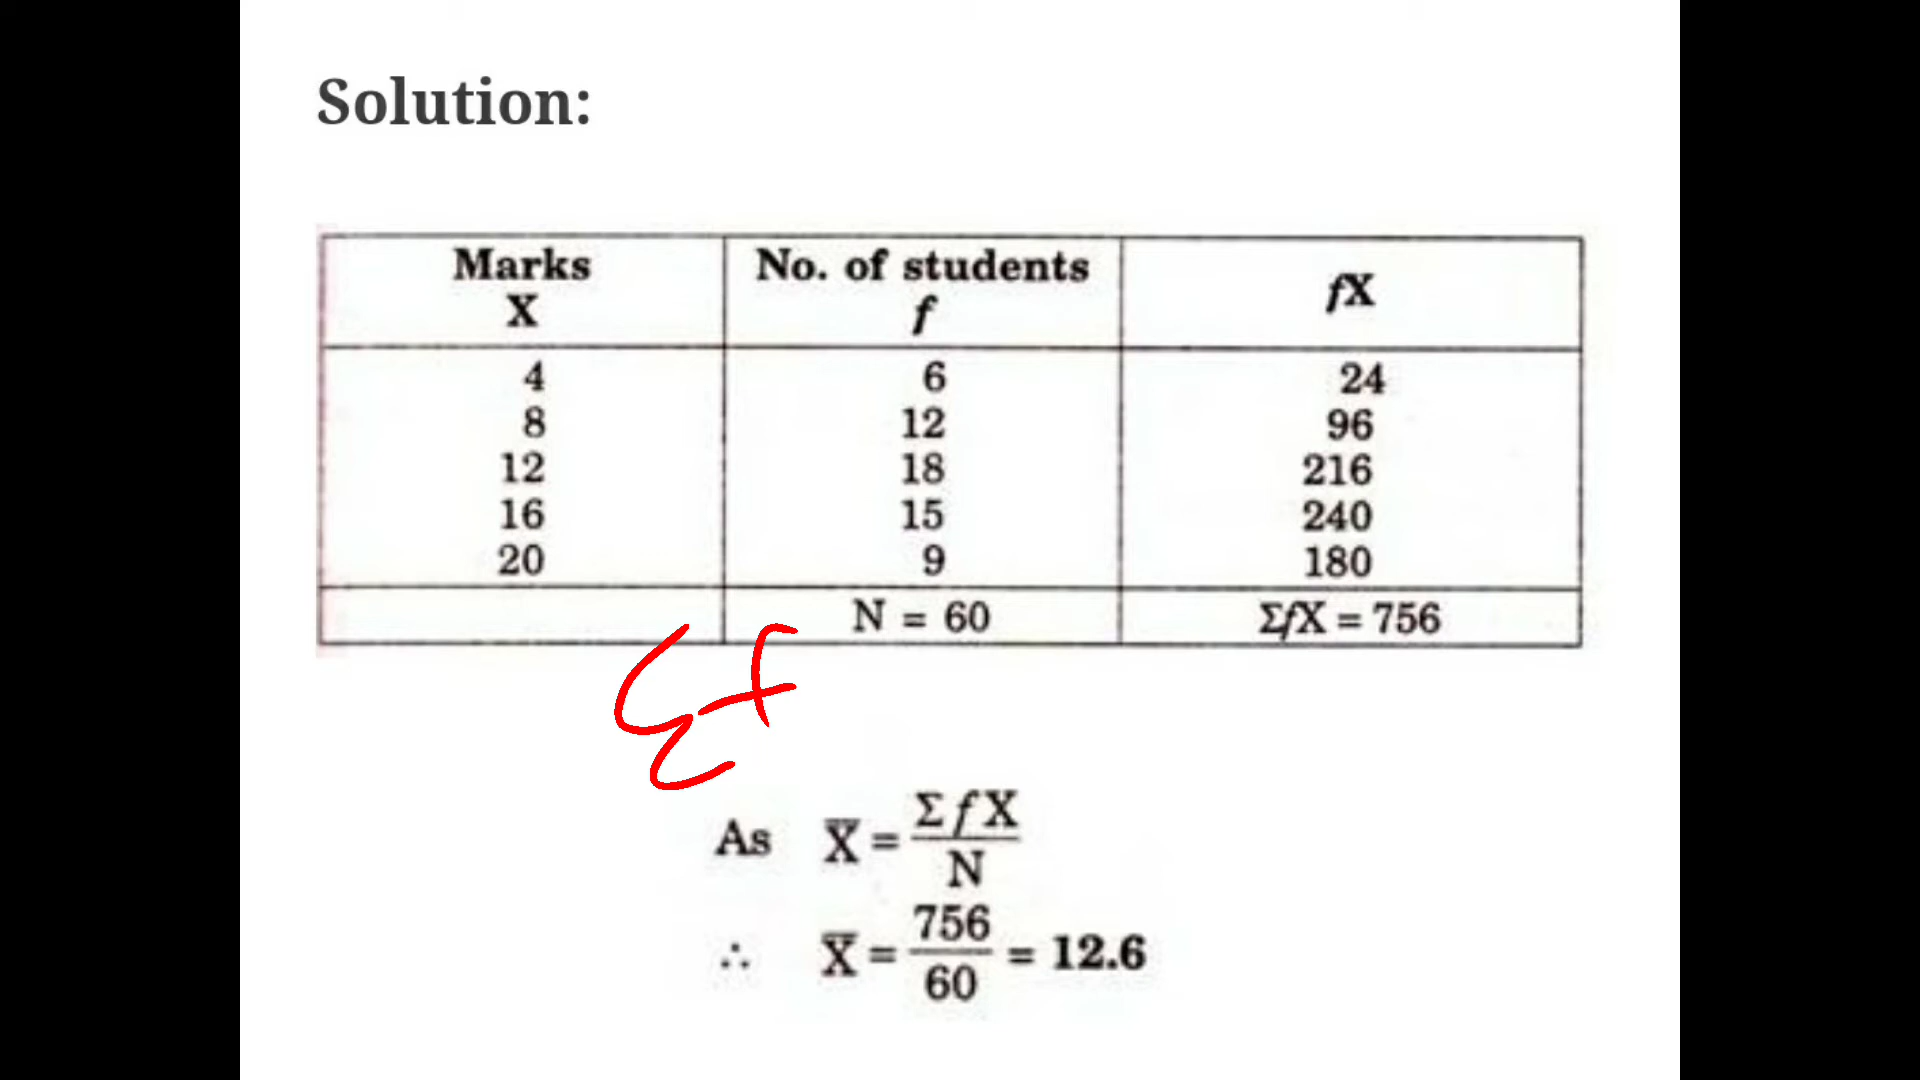 Solution:
Marks X No. of students f fX
4 6 24
8 12 96
12 18 216
16 15 240
20 9 180
N = 60 ΣfX = 756
Σf
As X̅ = ΣfX / N
∴ X̅ = 756 / 60 = 12.6